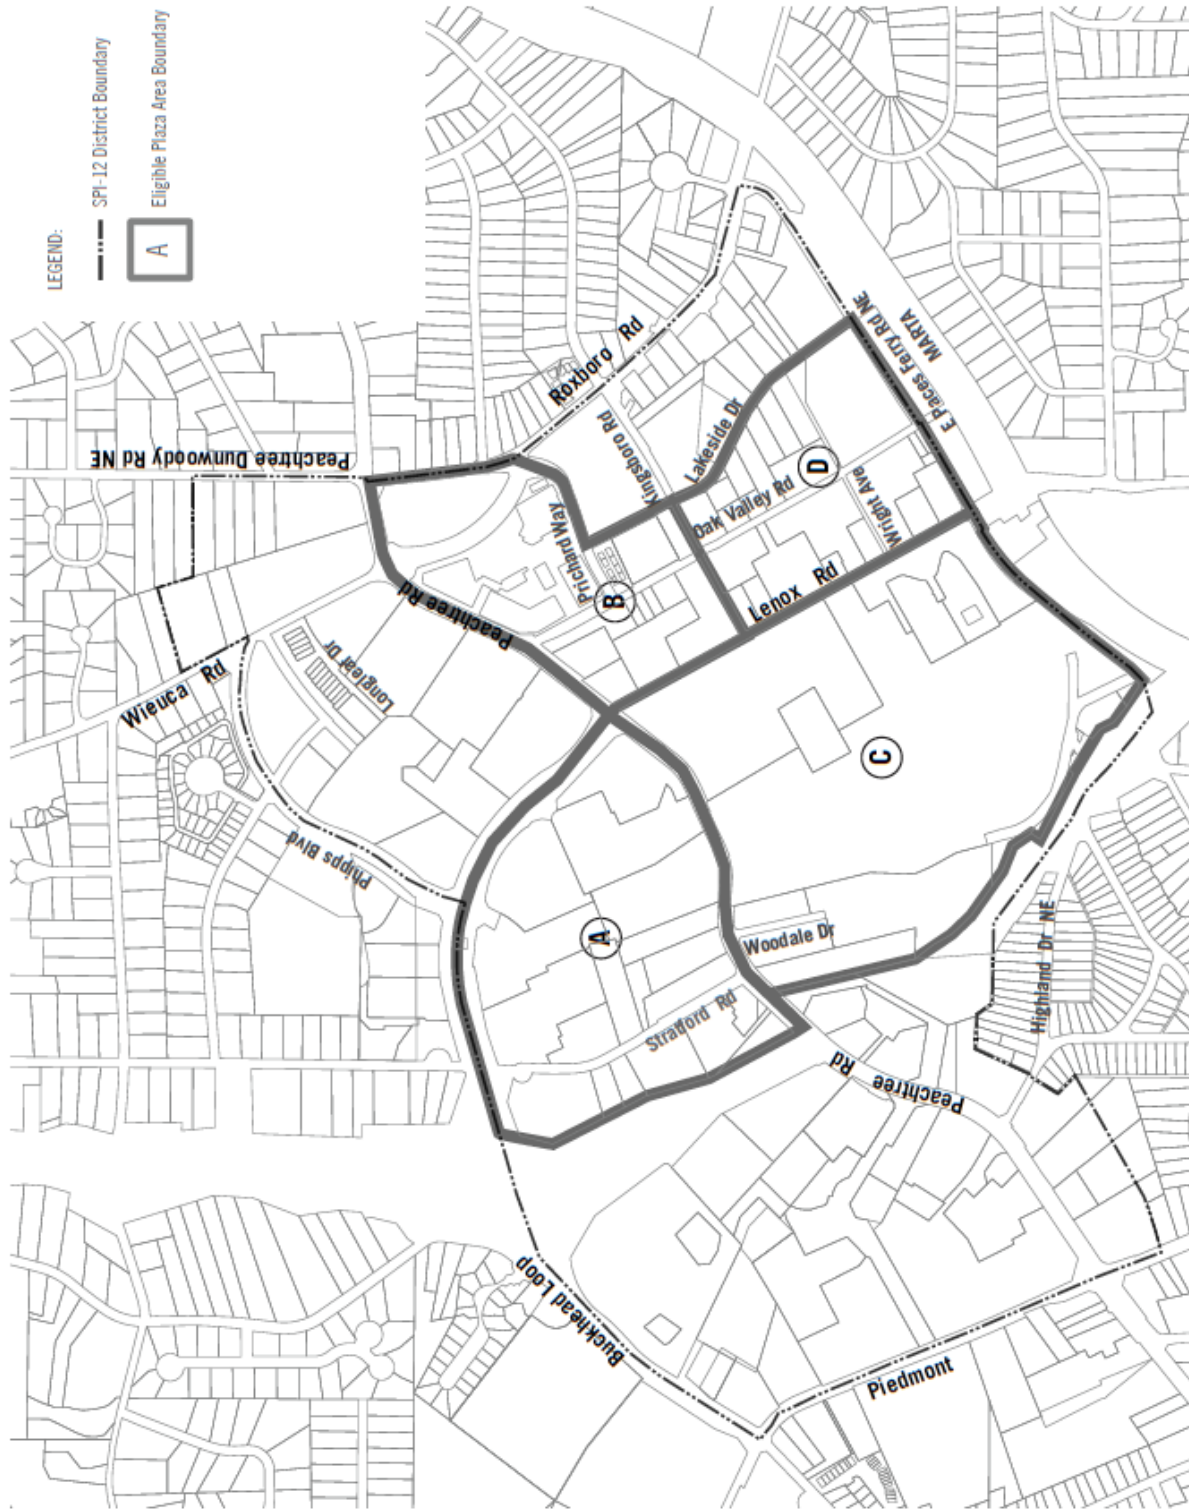 LEGEND:
SPI-12 District Boundary
A
Eligible Plaza Area Boundary
Peachtree Dunwoody Rd NE
Roxboro Rd
Wieuca Rd
Longleaf Dr
Phipps Blvd
Peachtree Rd
Prichard Way
B
Kingsboro Rd
Lakeside Dr
Oak Valley Rd
D
Wright Ave
Lenox Rd
E Paces Ferry Rd NE
MARTA
C
A
Woodale Dr
Stratford Rd
Highland Dr NE
Peachtree Rd
Buckhead Loop
Piedmont